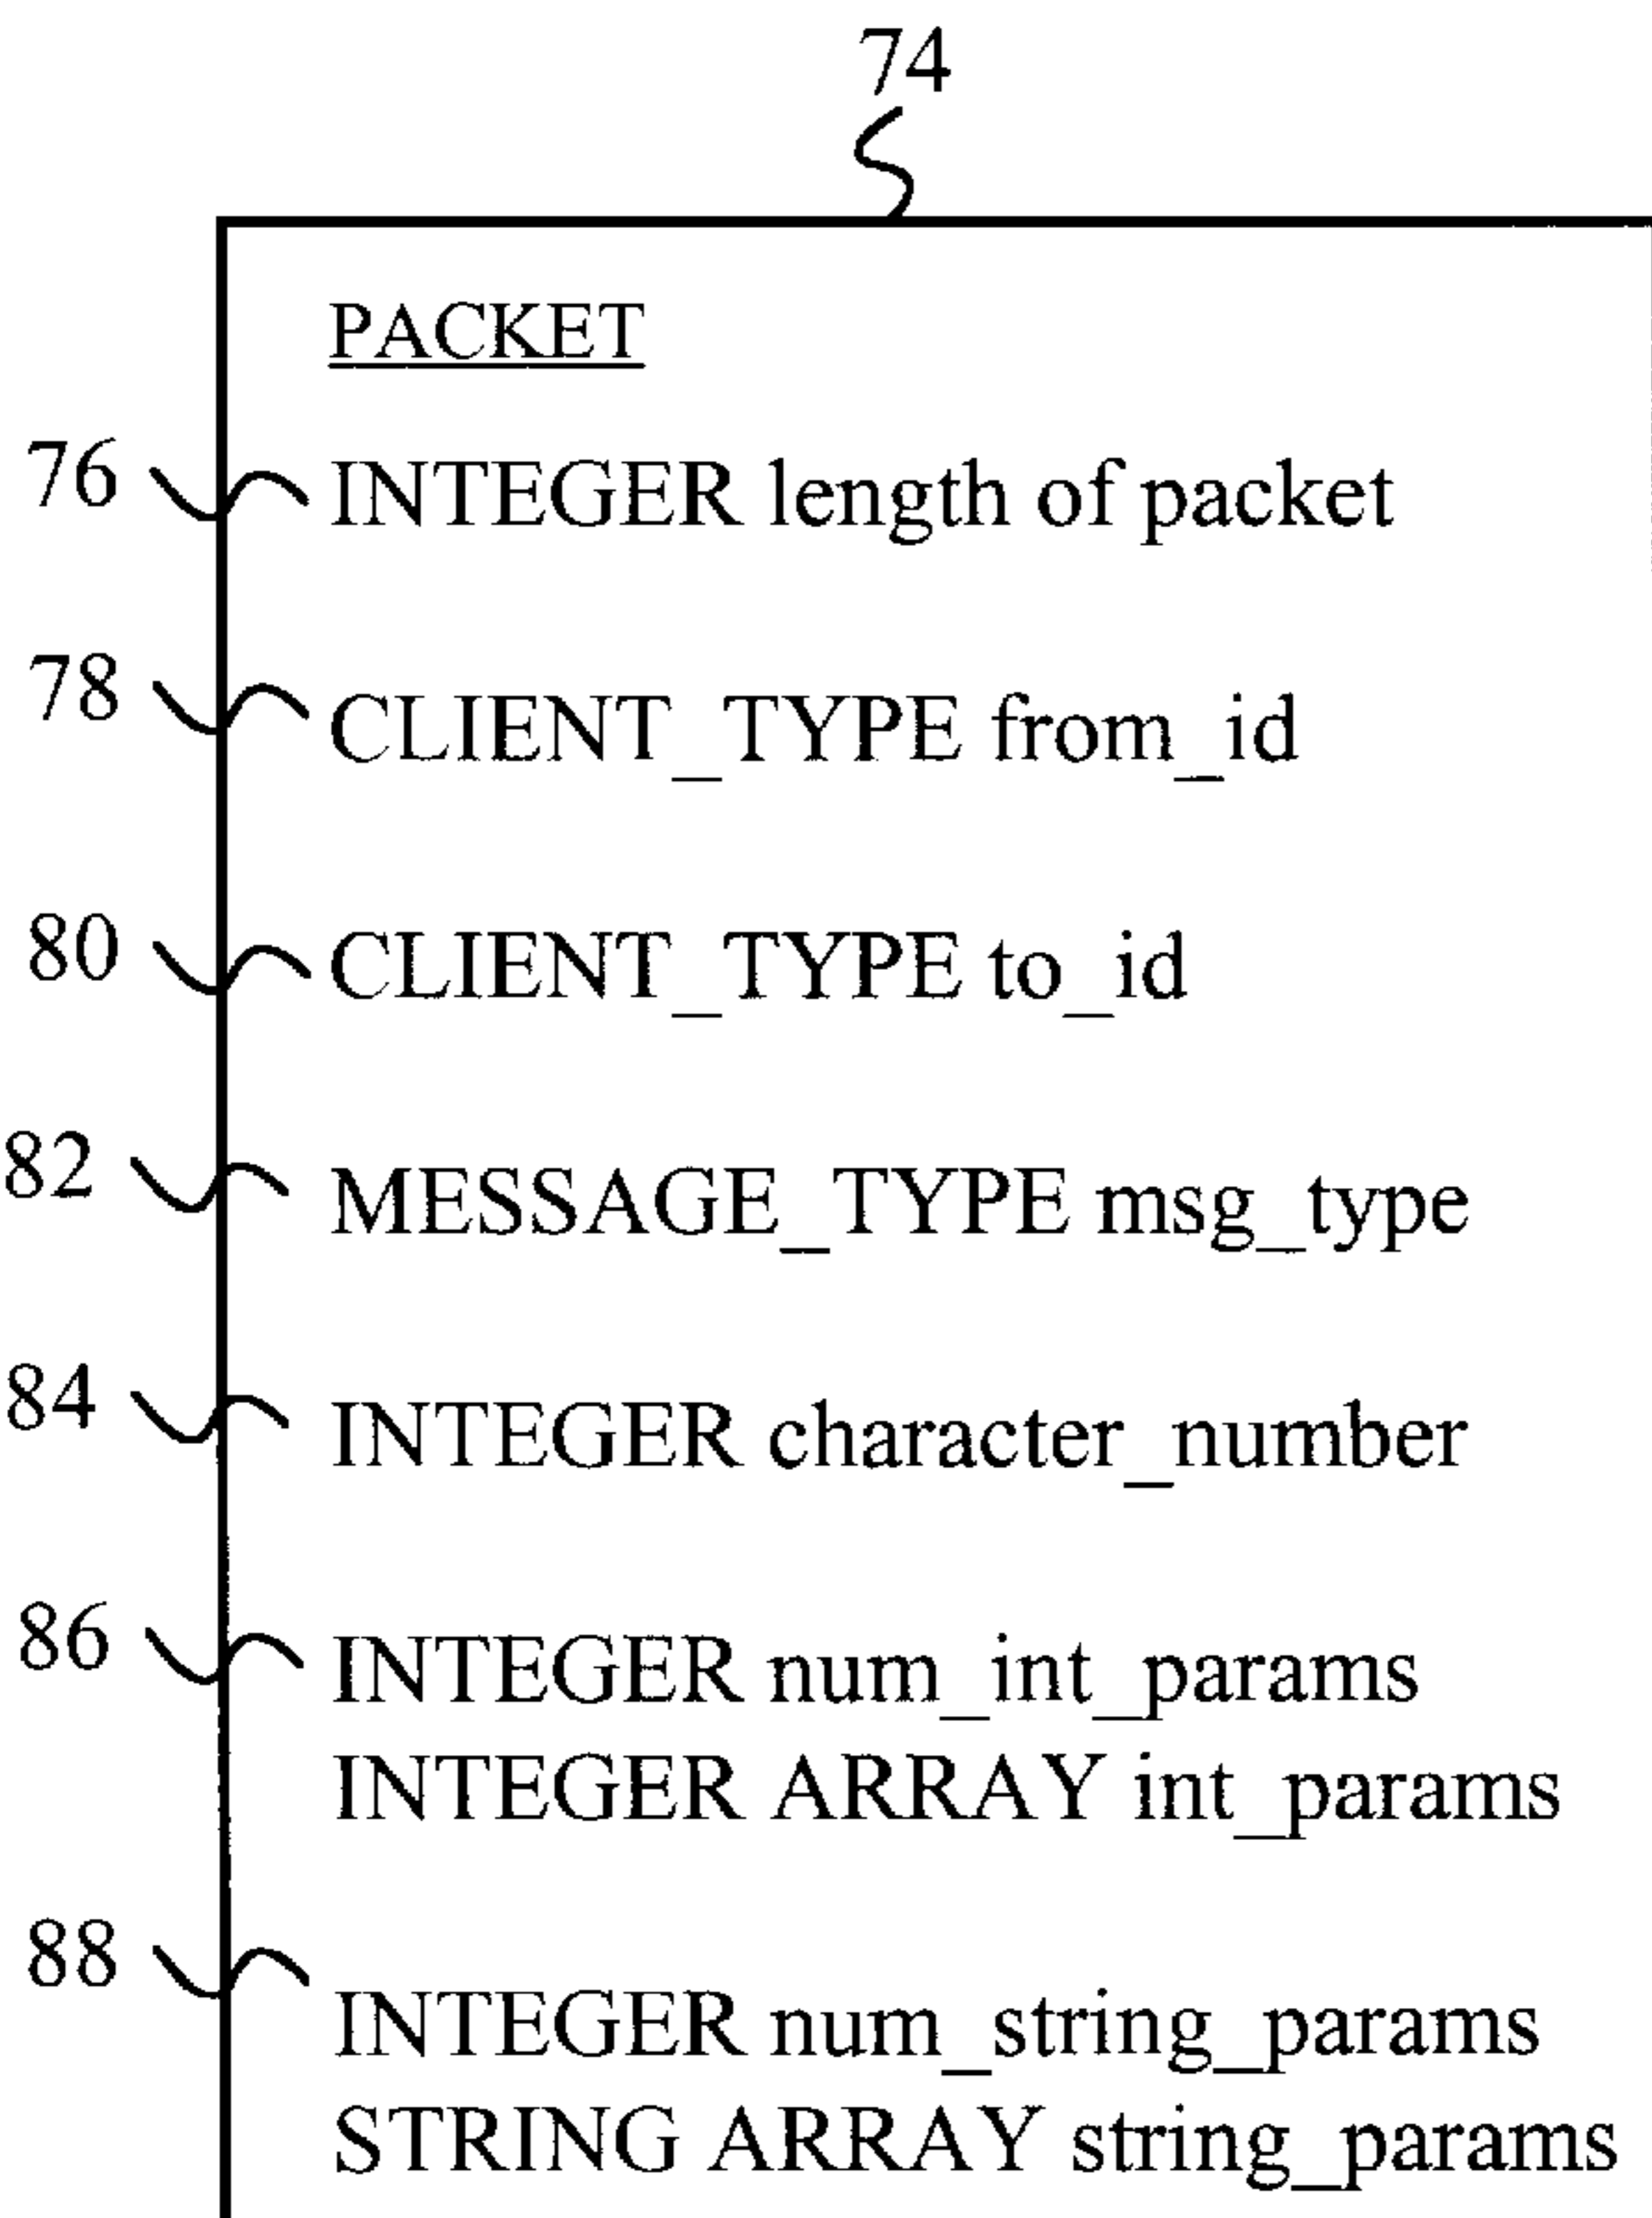 74
PACKET
76 INTEGER length of packet
78 CLIENT_TYPE from_id
80 CLIENT_TYPE to_id
82 MESSAGE_TYPE msg_type
84 INTEGER character_number
86 INTEGER num_int_params
INTEGER ARRAY int_params
88 INTEGER num_string_params
STRING ARRAY string_params